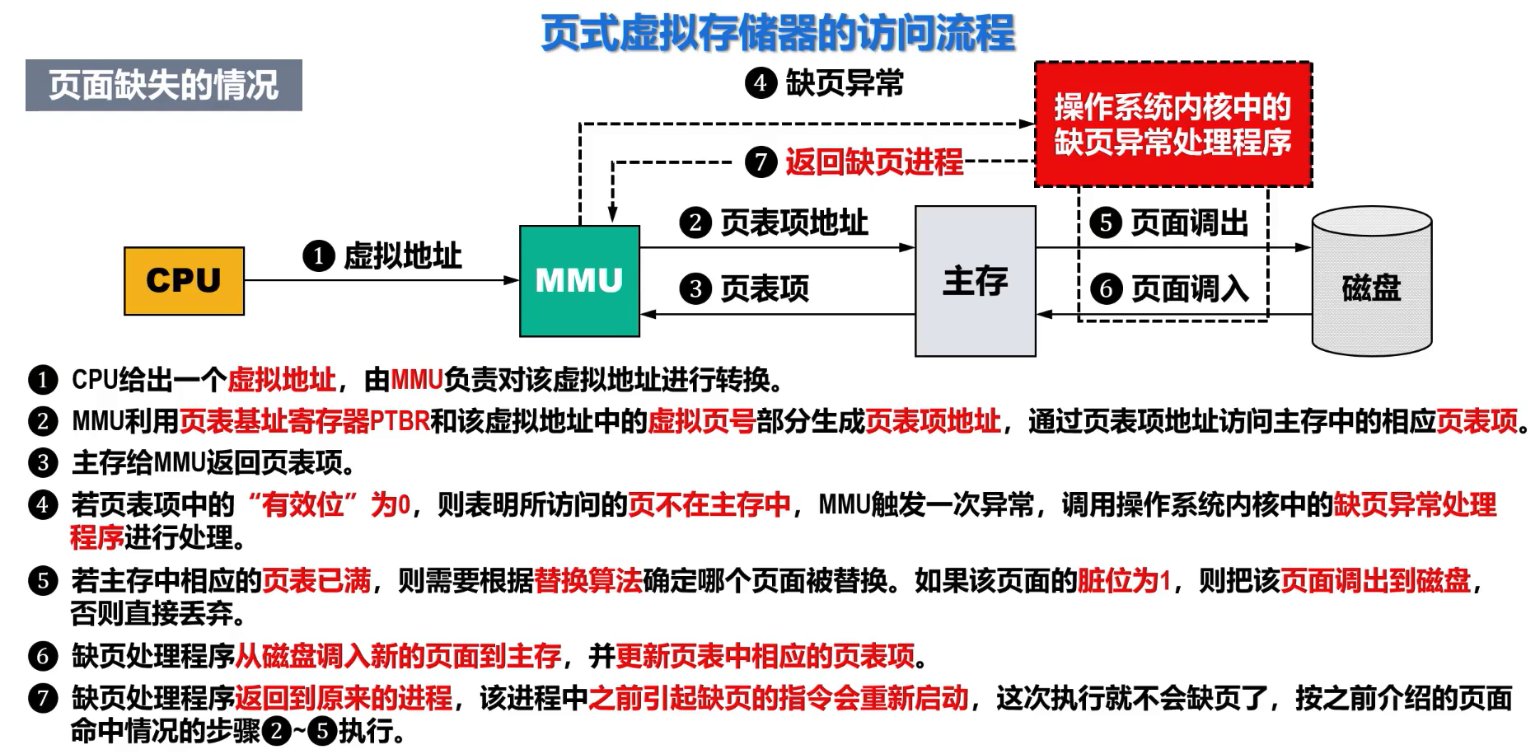 页式虚拟存储器的访问流程
页面缺失的情况
❹ 缺页异常
操作系统内核中的
缺页异常处理程序
❼ 返回缺页进程
❷ 页表项地址
❺ 页面调出
❶ 虚拟地址
CPU
MMU
主存
磁盘
❸ 页表项
❻ 页面调入
❶ CPU给出一个虚拟地址，由MMU负责对该虚拟地址进行转换。
❷ MMU利用页表基址寄存器PTBR和该虚拟地址中的虚拟页号部分生成页表项地址，通过页表项地址访问主存中的相应页表项。
❸ 主存给MMU返回页表项。
❹ 若页表项中的“有效位”为0，则表明所访问的页不在主存中，MMU触发一次异常，调用操作系统内核中的缺页异常处理
程序进行处理。
❺ 若主存中相应的页表已满，则需要根据替换算法确定哪个页面被替换。如果该页面的脏位为1，则把该页面调出到磁盘，
否则直接丢弃。
❻ 缺页处理程序从磁盘调入新的页面到主存，并更新页表中相应的页表项。
❼ 缺页处理程序返回到原来的进程，该进程中之前引起缺页的指令会重新启动，这次执行就不会缺页了，按之前介绍的页面
命中情况的步骤❷~❺执行。